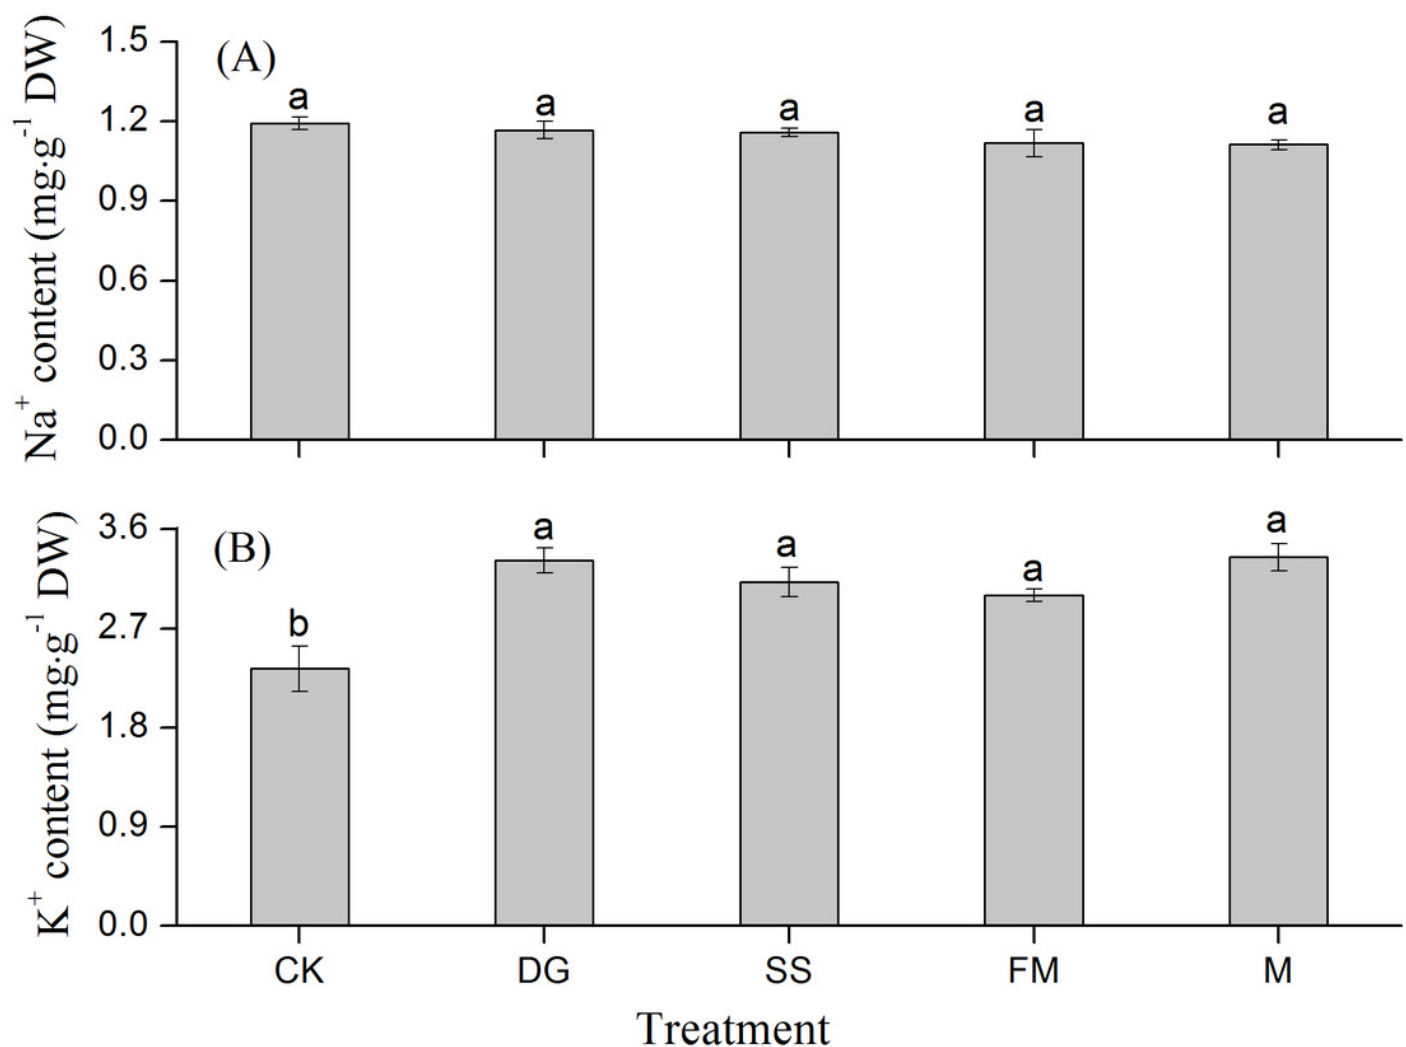 Na⁺ content (mg·g⁻¹ DW)
(A)
1.5
1.2
0.9
0.6
0.3
0.0
a a a a a
K⁺ content (mg·g⁻¹ DW)
(B)
3.6
2.7
1.8
0.9
0.0
b a a a a
CK DG SS FM M
Treatment